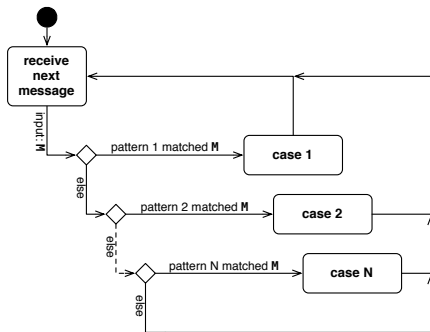 receive
next
message
input: M
pattern 1 matched M
case 1
else
pattern 2 matched M
case 2
else
pattern N matched M
case N
else